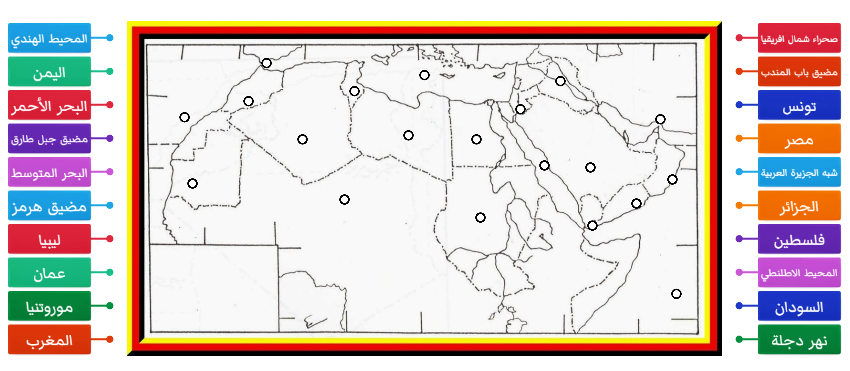 المحيط الهندي
اليمن
البحر الأحمر
مضيق جبل طارق
البحر المتوسط
مضيق هرمز
ليبيا
عمان
موروتنيا
المغرب
صحراء شمال افريقيا
مضيق باب المندب
تونس
مصر
شبه الجزيرة العربية
الجزائر
فلسطين
المحيط الاطلنطي
السودان
نهر دجلة